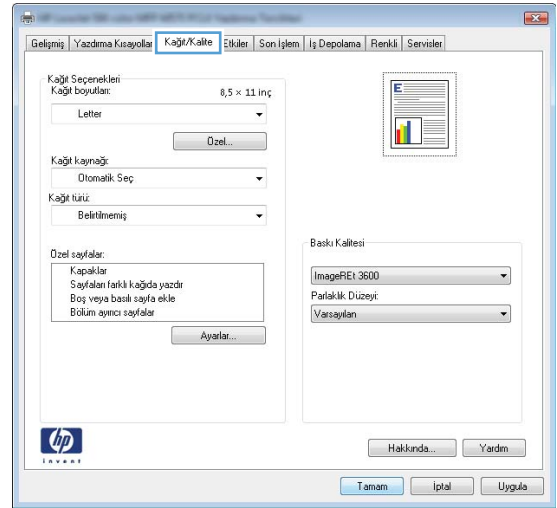 Gelişmiş Yazdırma Kısayolları Kağıt/Kalite Etkiler Son İşlem İş Depolama Renkli Servisler
Kağıt Seçenekleri
Kağıt boyutları: 8,5 × 11 inç
Letter
Özel...
Kağıt kaynağı:
Otomatik Seç
Kağıt türü:
Belirtilmemiş
Özel sayfalar:
Kapaklar
Sayfaları farklı kağıda yazdır
Boş veya basılı sayfa ekle
Bölüm ayırıcı sayfalar
Ayarlar...
E
Baskı Kalitesi
ImageREt 3600
Parlaklık Düzeyi:
Varsayılan
hp
invent
Hakkında... Yardım
Tamam İptal Uygula